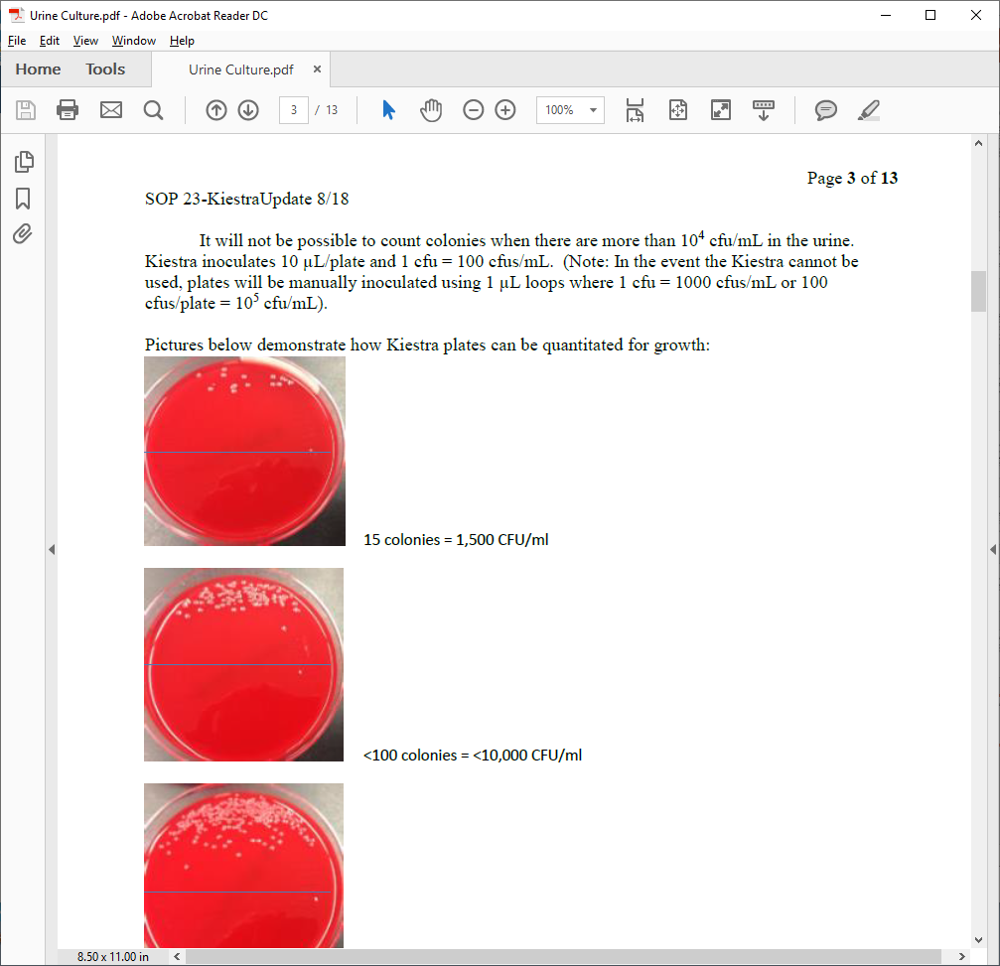 Urine Culture.pdf - Adobe Acrobat Reader DC
File Edit View Window Help
Home Tools Urine Culture.pdf ×
3 / 13 100%
Page 3 of 13
SOP 23-KiestraUpdate 8/18
It will not be possible to count colonies when there are more than 10⁴ cfu/mL in the urine.
Kiestra inoculates 10 µL/plate and 1 cfu = 100 cfus/mL. (Note: In the event the Kiestra cannot be
used, plates will be manually inoculated using 1 µL loops where 1 cfu = 1000 cfus/mL or 100
cfus/plate = 10⁵ cfu/mL).
Pictures below demonstrate how Kiestra plates can be quantitated for growth:
15 colonies = 1,500 CFU/ml
<100 colonies = <10,000 CFU/ml
8.50 x 11.00 in